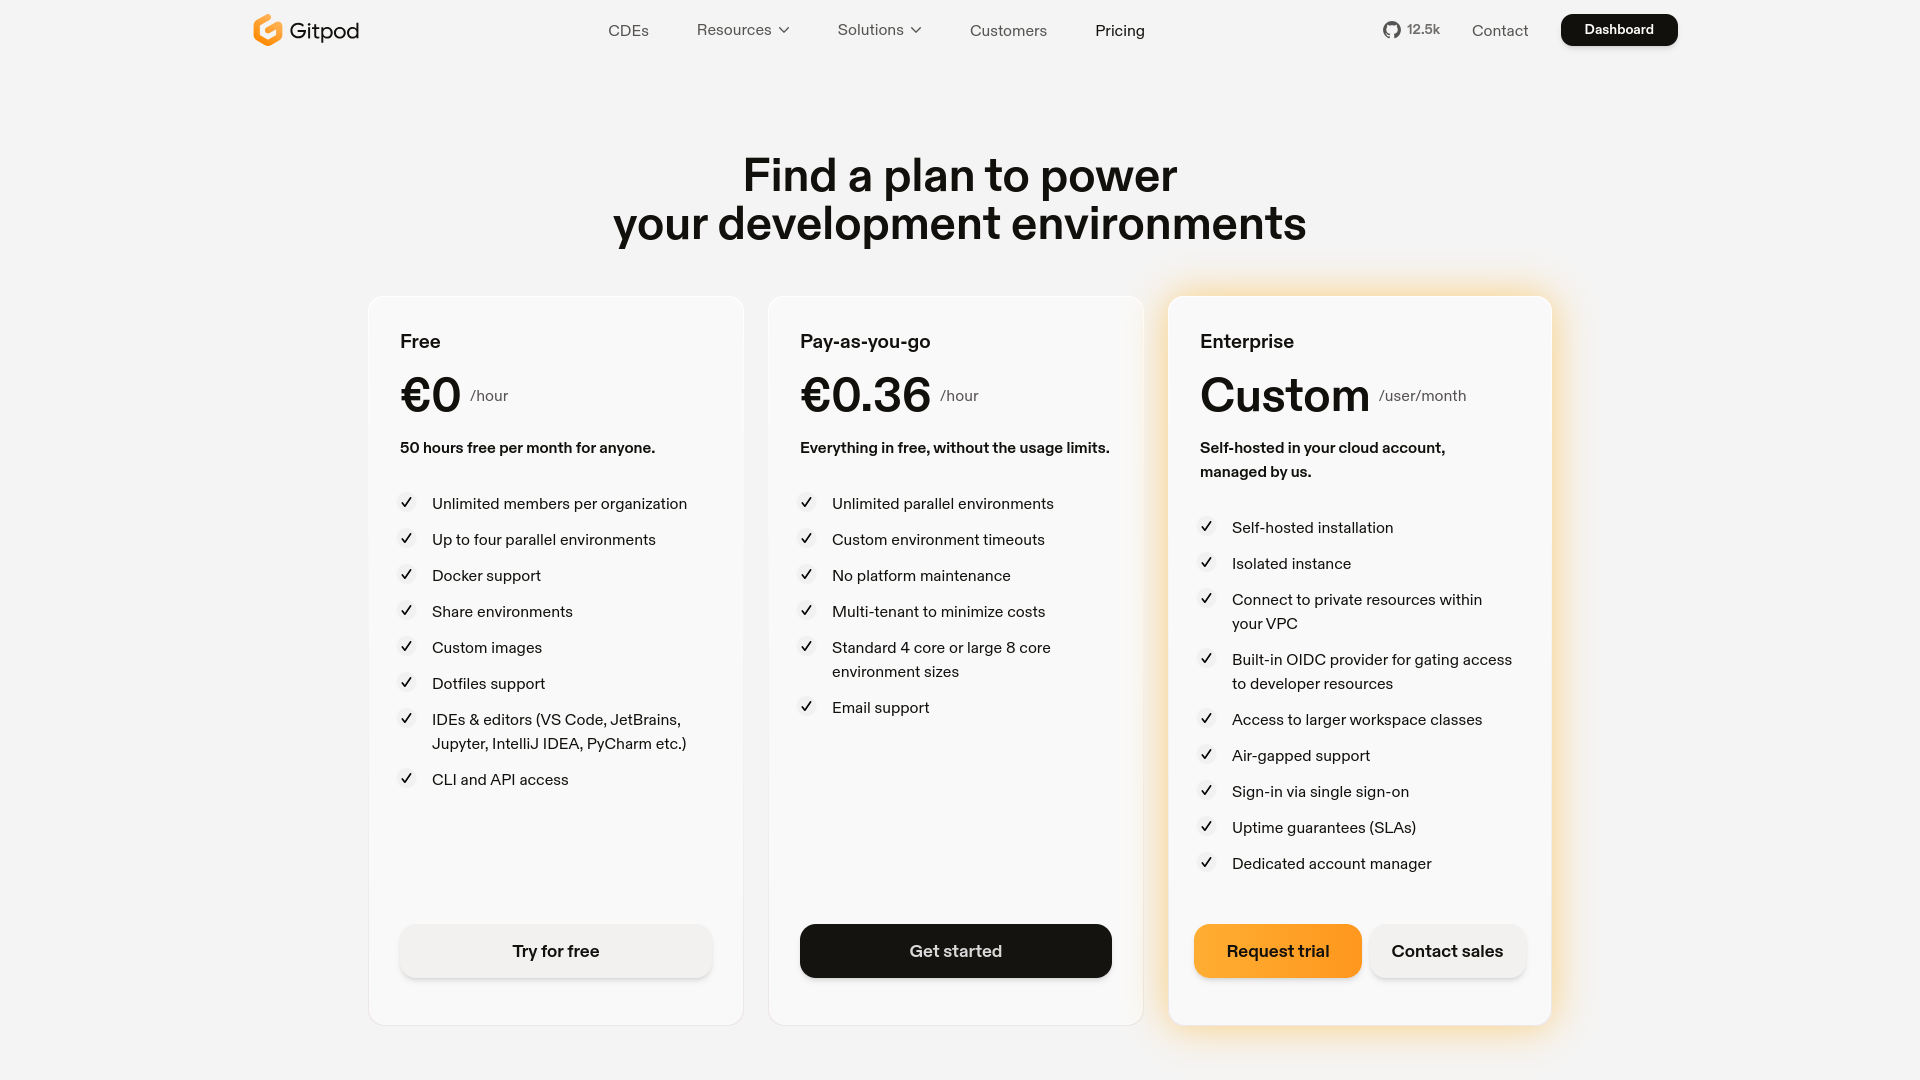 Gitpod
CDEs
Resources
Solutions
Customers
Pricing
12.5k
Contact
Dashboard
Find a plan to power
your development environments
Free
€0 /hour
50 hours free per month for anyone.
Unlimited members per organization
Up to four parallel environments
Docker support
Share environments
Custom images
Dotfiles support
IDEs & editors (VS Code, JetBrains,
Jupyter, IntelliJ IDEA, PyCharm etc.)
CLI and API access
Try for free
Pay-as-you-go
€0.36 /hour
Everything in free, without the usage limits.
Unlimited parallel environments
Custom environment timeouts
No platform maintenance
Multi-tenant to minimize costs
Standard 4 core or large 8 core
environment sizes
Email support
Get started
Enterprise
Custom /user/month
Self-hosted in your cloud account,
managed by us.
Self-hosted installation
Isolated instance
Connect to private resources within
your VPC
Built-in OIDC provider for gating access
to developer resources
Access to larger workspace classes
Air-gapped support
Sign-in via single sign-on
Uptime guarantees (SLAs)
Dedicated account manager
Request trial
Contact sales